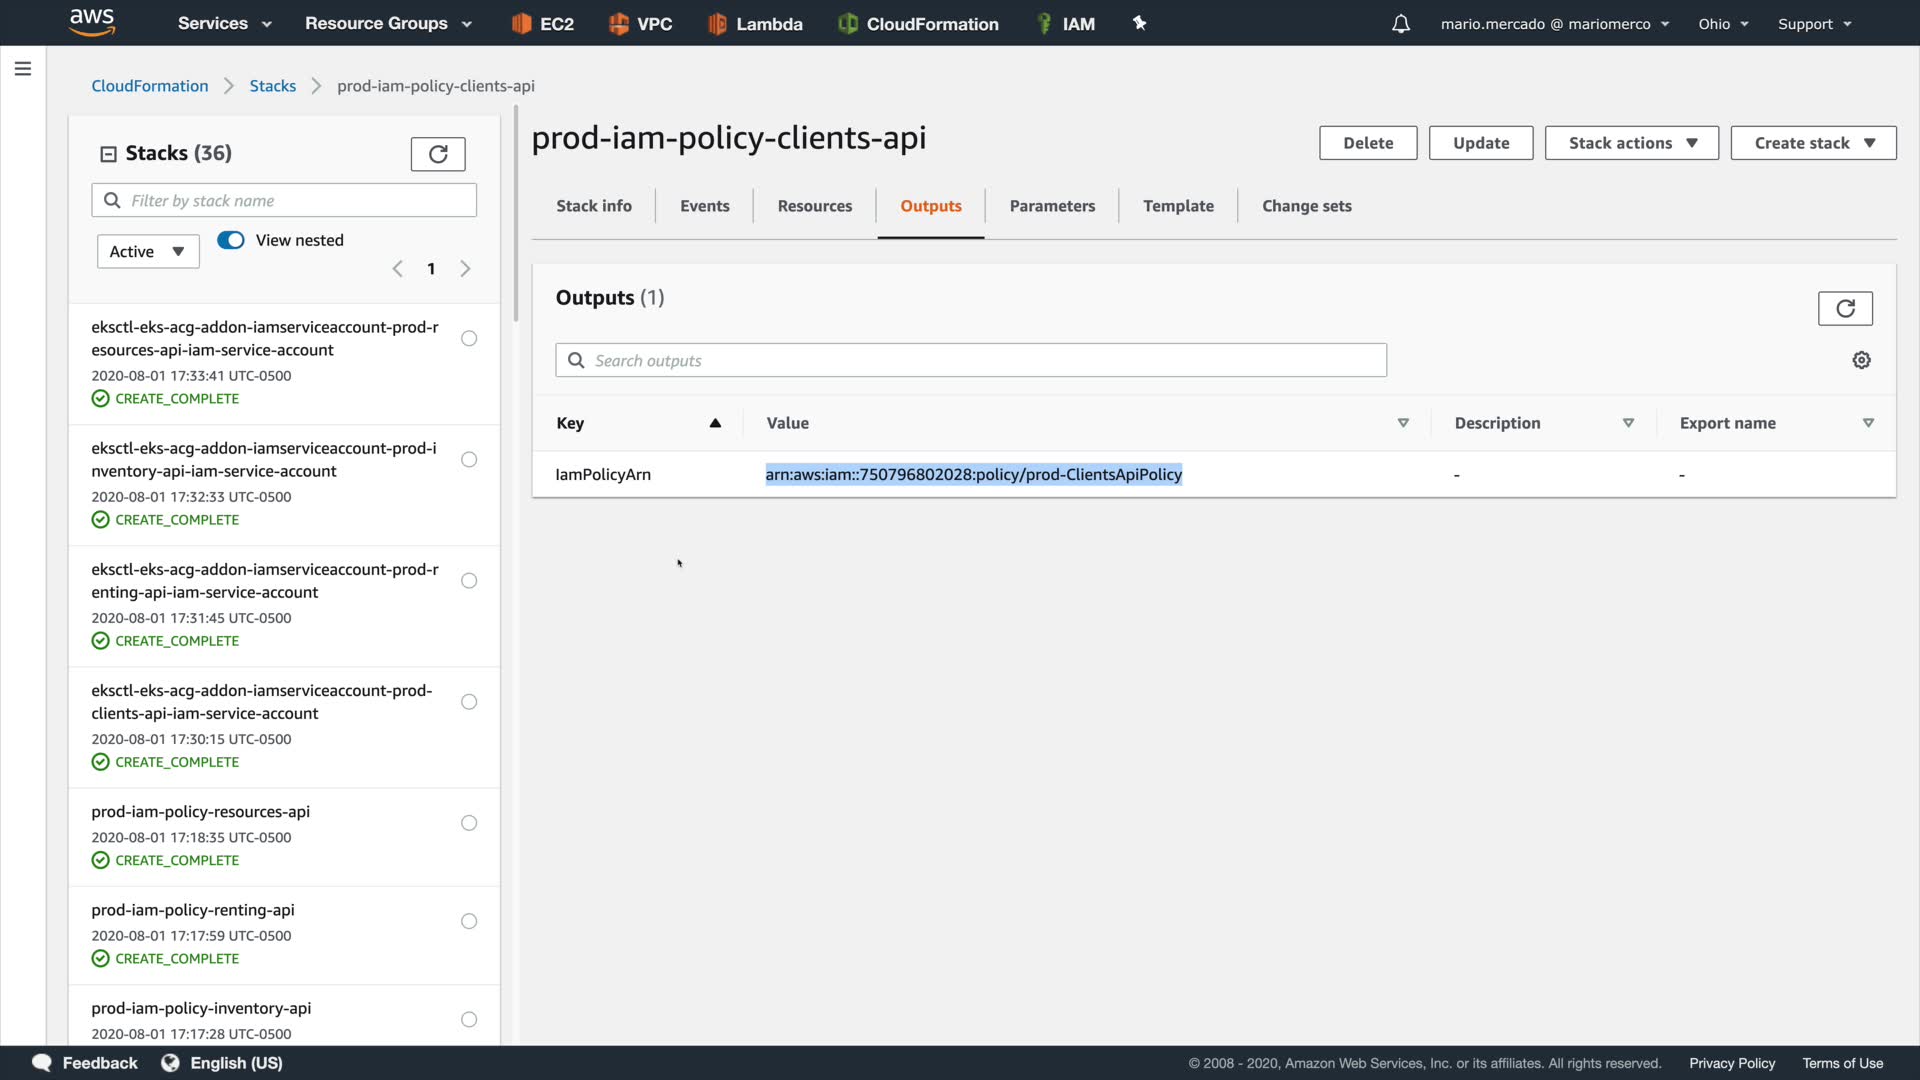 aws
Services
Resource Groups
EC2
VPC
Lambda
CloudFormation
IAM
mario.mercado @ mariomerco
Ohio
Support
CloudFormation
Stacks
prod-iam-policy-clients-api
Stacks (36)
Filter by stack name
Active
View nested
1
eksctl-eks-acg-addon-iamserviceaccount-prod-r
esources-api-iam-service-account
2020-08-01 17:33:41 UTC-0500
CREATE_COMPLETE
eksctl-eks-acg-addon-iamserviceaccount-prod-i
nventory-api-iam-service-account
2020-08-01 17:32:33 UTC-0500
CREATE_COMPLETE
eksctl-eks-acg-addon-iamserviceaccount-prod-r
enting-api-iam-service-account
2020-08-01 17:31:45 UTC-0500
CREATE_COMPLETE
eksctl-eks-acg-addon-iamserviceaccount-prod-
clients-api-iam-service-account
2020-08-01 17:30:15 UTC-0500
CREATE_COMPLETE
prod-iam-policy-resources-api
2020-08-01 17:18:35 UTC-0500
CREATE_COMPLETE
prod-iam-policy-renting-api
2020-08-01 17:17:59 UTC-0500
CREATE_COMPLETE
prod-iam-policy-inventory-api
2020-08-01 17:17:28 UTC-0500
prod-iam-policy-clients-api
Delete
Update
Stack actions
Create stack
Stack info
Events
Resources
Outputs
Parameters
Template
Change sets
Outputs (1)
Search outputs
Key
Value
Description
Export name
IamPolicyArn
arn:aws:iam::750796802028:policy/prod-ClientsApiPolicy
-
-
Feedback
English (US)
© 2008 - 2020, Amazon Web Services, Inc. or its affiliates. All rights reserved.
Privacy Policy
Terms of Use